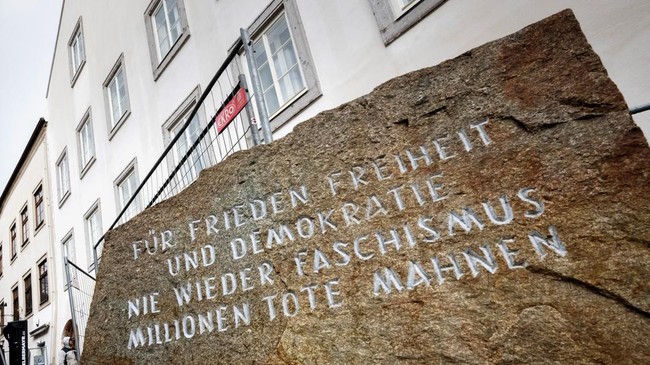 FÜR FRIEDEN FREIHEIT
UND DEMOKRATIE
NIE WIEDER FASCHISMUS
MILLIONEN TOTE MAHNEN